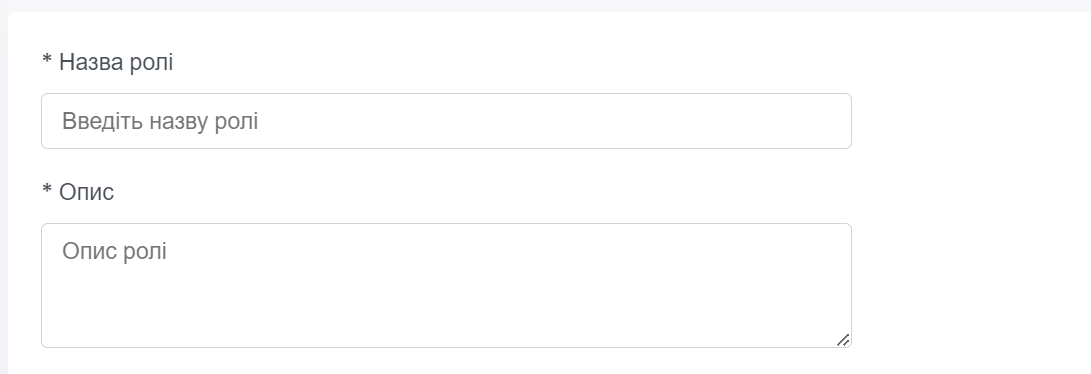 * Назва ролі
Введіть назву ролі
* Опис
Опис ролі